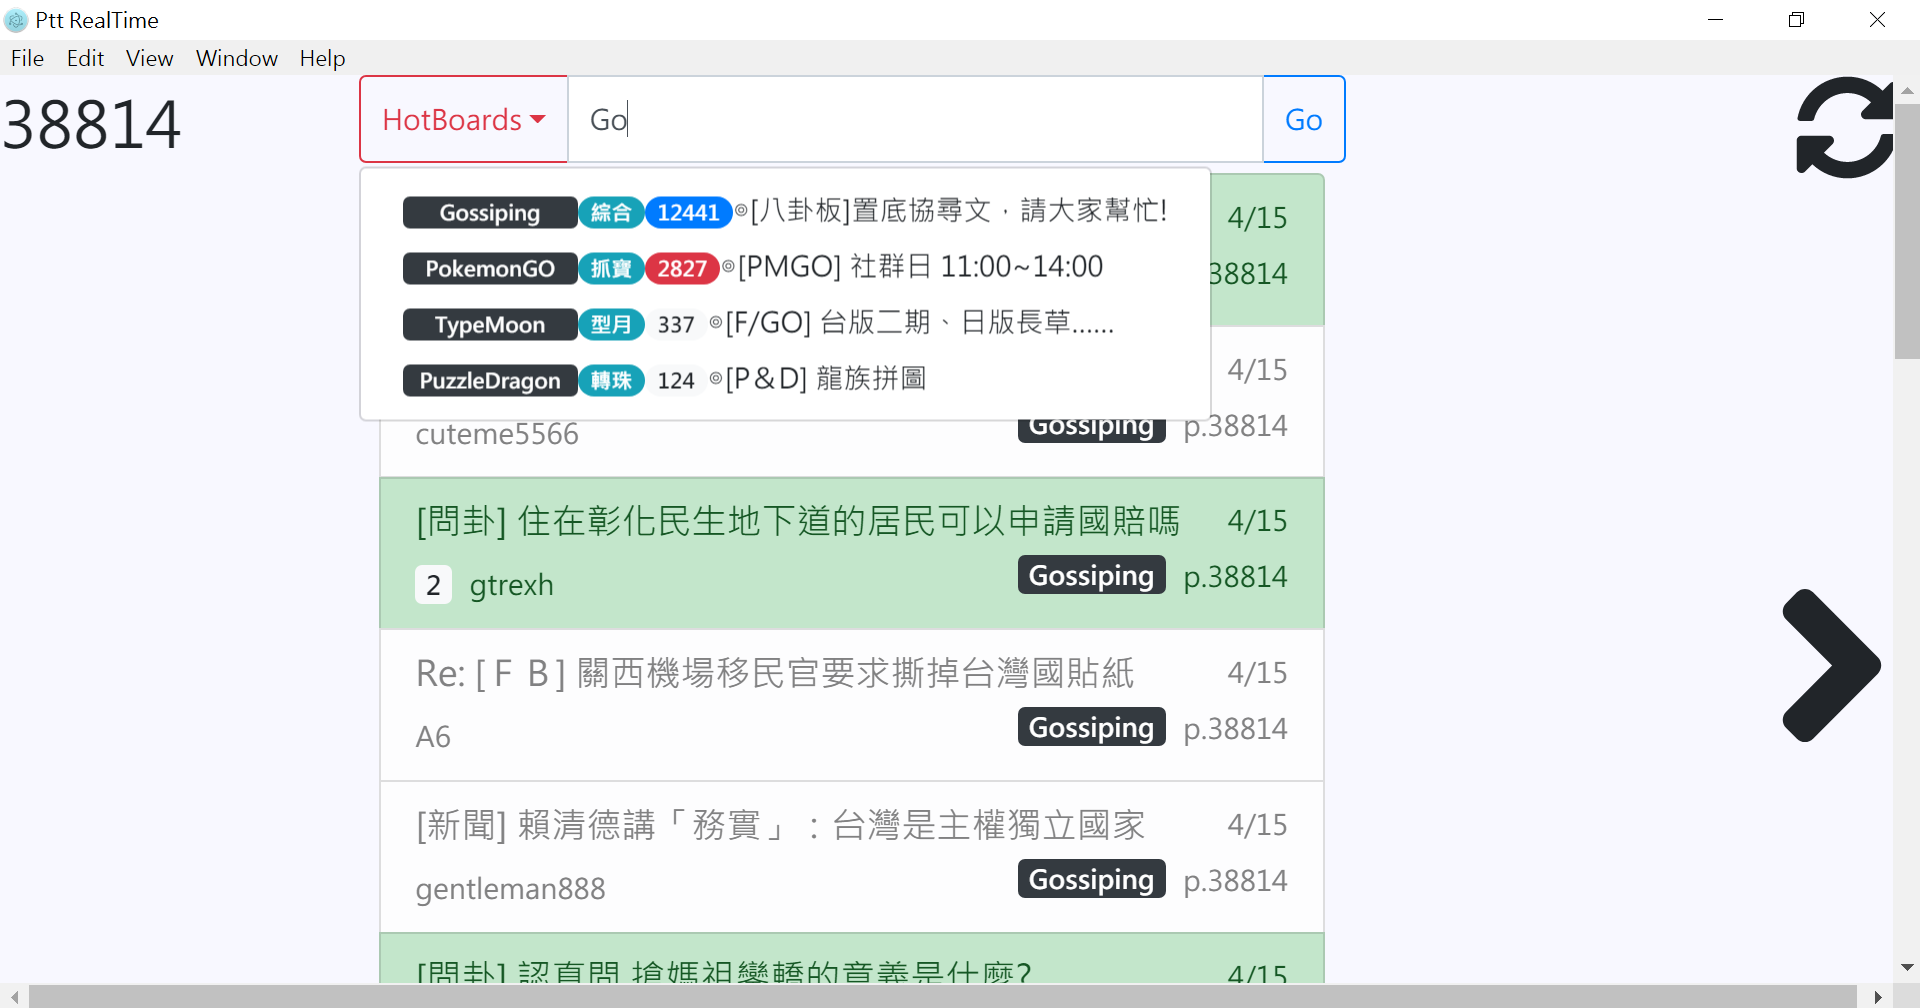 Ptt RealTime
File Edit View Window Help
38814
HotBoards Go Go
Gossiping 綜合 12441 ◎[八卦板]置底協尋文，請大家幫忙!
PokemonGO 抓寶 2827 ◎[PMGO] 社群日 11:00~14:00
TypeMoon 型月 337 ◎[F/GO] 台版二期、日版長草......
PuzzleDragon 轉珠 124 ◎[P＆D] 龍族拼圖
4/15
38814
4/15
cuteme5566 Gossiping p.38814
[問卦] 住在彰化民生地下道的居民可以申請國賠嗎 4/15
2 gtrexh Gossiping p.38814
Re: [ＦＢ] 關西機場移民官要求撕掉台灣國貼紙 4/15
A6 Gossiping p.38814
[新聞] 賴清德講「務實」：台灣是主權獨立國家 4/15
gentleman888 Gossiping p.38814
[問卦] 認真問 搶媽祖鑾轎的意義是什麼? 4/15